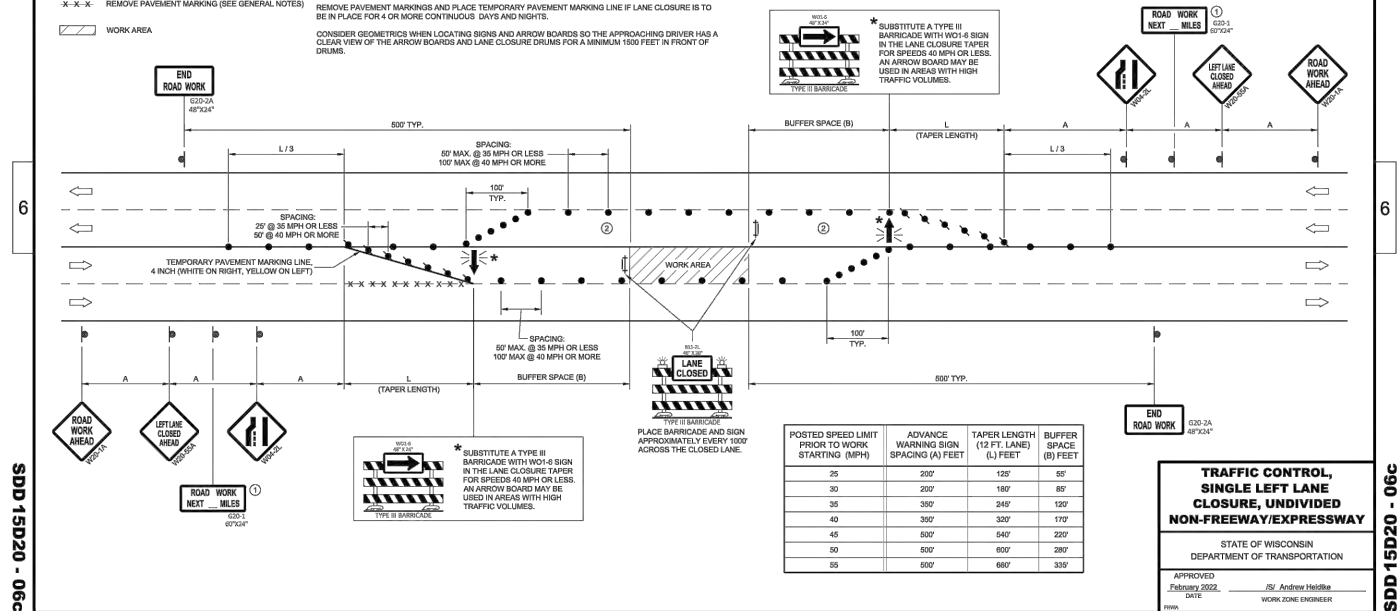 X X X REMOVE PAVEMENT MARKING (SEE GENERAL NOTES)
WORK AREA
REMOVE PAVEMENT MARKINGS AND PLACE TEMPORARY PAVEMENT MARKING LINE IF LANE CLOSURE IS TO
BE IN PLACE FOR 4 OR MORE CONTINUOUS DAYS AND NIGHTS.
CONSIDER GEOMETRICS WHEN LOCATING SIGNS AND ARROW BOARDS SO THE APPROACHING DRIVER HAS A
CLEAR VIEW OF THE ARROW BOARDS AND LANE CLOSURE DRUMS FOR A MINIMUM 1500 FEET IN FRONT OF
DRUMS.
WO1-6
48"X24"
TYPE III BARRICADE
* SUBSTITUTE A TYPE III
BARRICADE WITH WO1-6 SIGN
IN THE LANE CLOSURE TAPER
FOR SPEEDS 40 MPH OR LESS.
AN ARROW BOARD MAY BE
USED IN AREAS WITH HIGH
TRAFFIC VOLUMES.
ROAD WORK
NEXT __ MILES
1
G20-1
60"X24"
W04-2L
LEFT LANE
CLOSED
AHEAD
W20-55A
ROAD
WORK
AHEAD
W20-1A
END
ROAD WORK
G20-2A
48"X24"
500' TYP.
BUFFER SPACE (B)
L
(TAPER LENGTH)
A
A
A
L / 3
SPACING:
50' MAX. @ 35 MPH OR LESS
100' MAX @ 40 MPH OR MORE
L / 3
100'
TYP.
6
6
SPACING:
25' @ 35 MPH OR LESS
50' @ 40 MPH OR MORE
2
2
*
*
TEMPORARY PAVEMENT MARKING LINE,
4 INCH (WHITE ON RIGHT, YELLOW ON LEFT)
WORK AREA
X X X X X X X X X X X X
SPACING:
50' MAX. @ 35 MPH OR LESS
100' MAX @ 40 MPH OR MORE
100'
TYP.
A
A
A
L
(TAPER LENGTH)
BUFFER SPACE (B)
500' TYP.
LANE
CLOSED
TYPE III BARRICADE
PLACE BARRICADE AND SIGN
APPROXIMATELY EVERY 1000'
ACROSS THE CLOSED LANE.
ROAD
WORK
AHEAD
W20-1A
LEFT LANE
CLOSED
AHEAD
W20-55A
W04-2L
ROAD WORK
NEXT __ MILES
1
G20-1
60"X24"
WO1-6
48" X 24"
TYPE III BARRICADE
* SUBSTITUTE A TYPE III
BARRICADE WITH WO1-6 SIGN
IN THE LANE CLOSURE TAPER
FOR SPEEDS 40 MPH OR LESS.
AN ARROW BOARD MAY BE
USED IN AREAS WITH HIGH
TRAFFIC VOLUMES.
END
ROAD WORK
G20-2A
48"X24"
POSTED SPEED LIMIT PRIOR TO WORK STARTING (MPH) ADVANCE WARNING SIGN SPACING (A) FEET TAPER LENGTH (12 FT. LANE) (L) FEET BUFFER SPACE (B) FEET
25 200' 125' 55'
30 200' 180' 85'
35 350' 245' 120'
40 350' 320' 170'
45 500' 540' 220'
50 500' 600' 280'
55 500' 660' 335'
TRAFFIC CONTROL,
SINGLE LEFT LANE
CLOSURE, UNDIVIDED
NON-FREEWAY/EXPRESSWAY
STATE OF WISCONSIN
DEPARTMENT OF TRANSPORTATION
APPROVED
February 2022 /S/ Andrew Heidtke
DATE WORK ZONE ENGINEER
FHWA
SDD 15D20 - 06c
SDD 15D20 - 06c